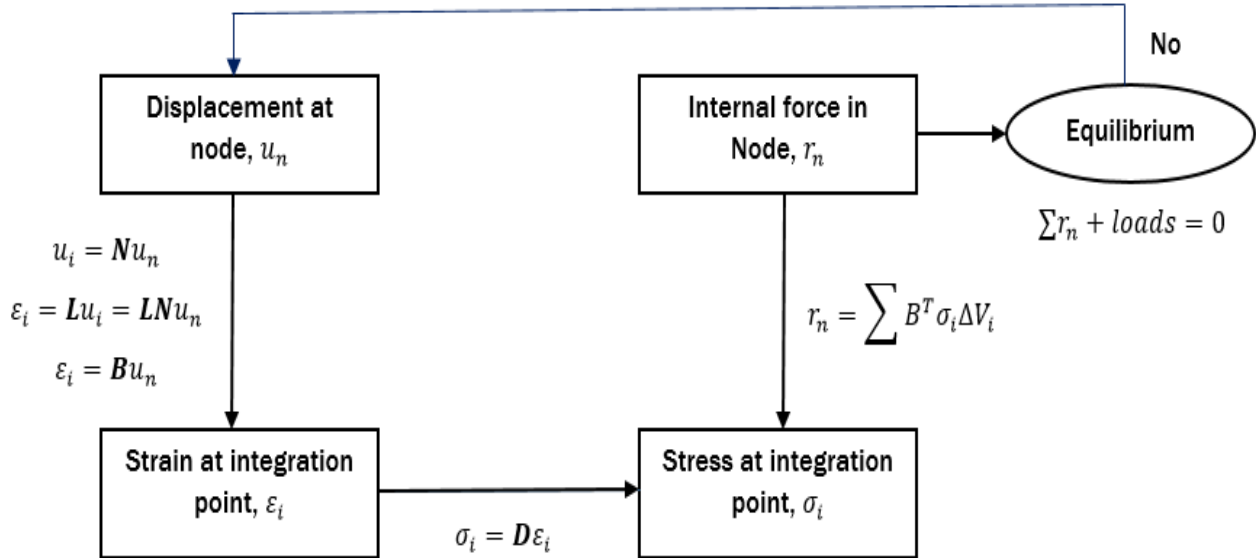 No
Displacement at
node, uₙ
Internal force in
Node, rₙ
Equilibrium
∑rₙ + loads = 0
uᵢ = Nuₙ
εᵢ = Luᵢ = LNuₙ
εᵢ = Buₙ
rₙ = ∑ Bᵀσᵢ∆Vᵢ
Strain at integration
point, εᵢ
Stress at integration
point, σᵢ
σᵢ = Dεᵢ